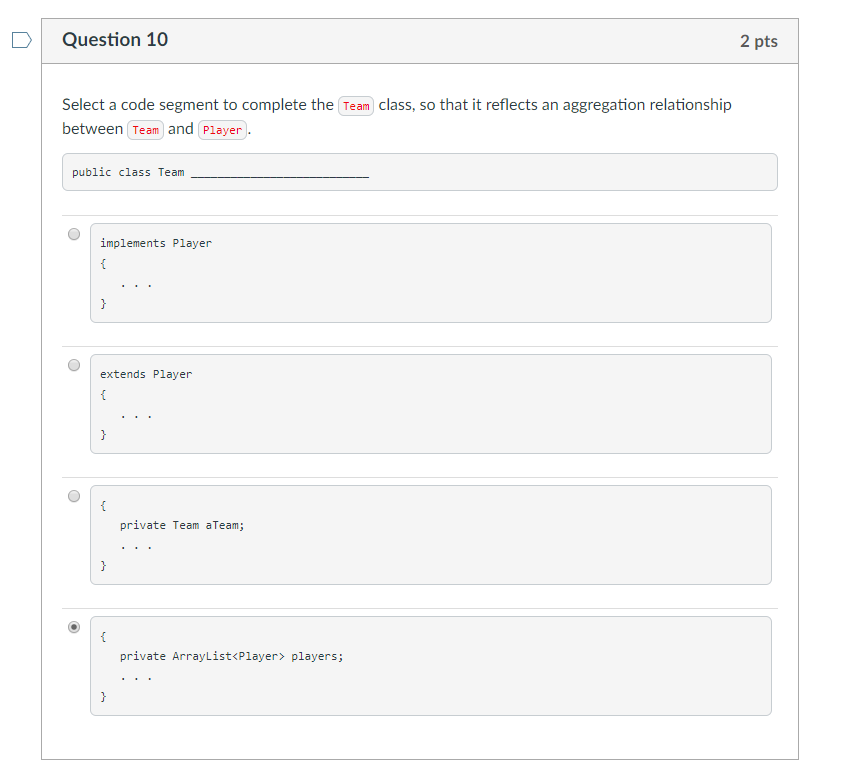 Question 10
2 pts
Select a code segment to complete the Team class, so that it reflects an aggregation relationship
between Team and Player.
public class Team ___________________________
implements Player
{
. . .
}
extends Player
{
. . .
}
{
private Team aTeam;
. . .
}
{
private ArrayList<Player> players;
. . .
}